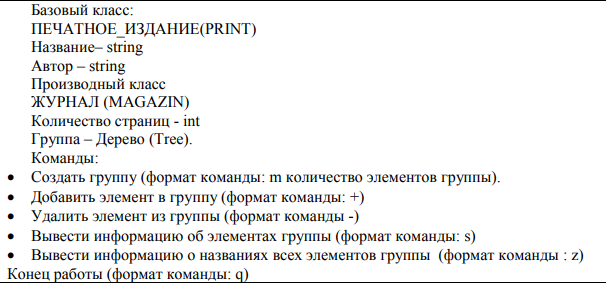 Базовый класс:
ПЕЧАТНОЕ_ИЗДАНИЕ(PRINT)
Название– string
Автор – string
Производный класс
ЖУРНАЛ (MAGAZIN)
Количество страниц - int
Группа – Дерево (Tree).
Команды:
• Создать группу (формат команды: m количество элементов группы).
• Добавить элемент в группу (формат команды: +)
• Удалить элемент из группы (формат команды -)
• Вывести информацию об элементах группы (формат команды: s)
• Вывести информацию о названиях всех элементов группы (формат команды : z)
Конец работы (формат команды: q)